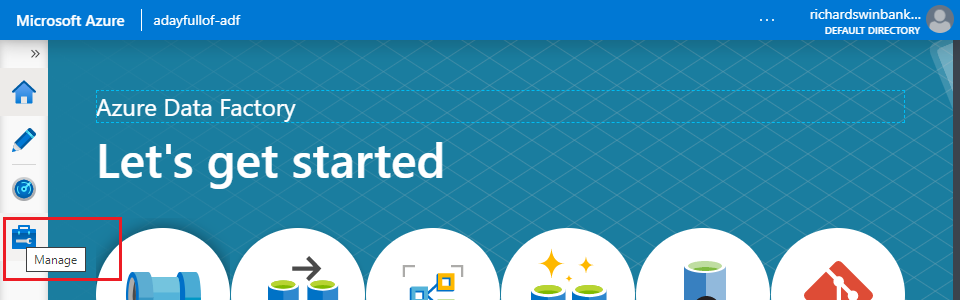 Microsoft Azure
adayfullof-adf
...
richardswinbank...
DEFAULT DIRECTORY
»
Azure Data Factory
Let's get started
Manage